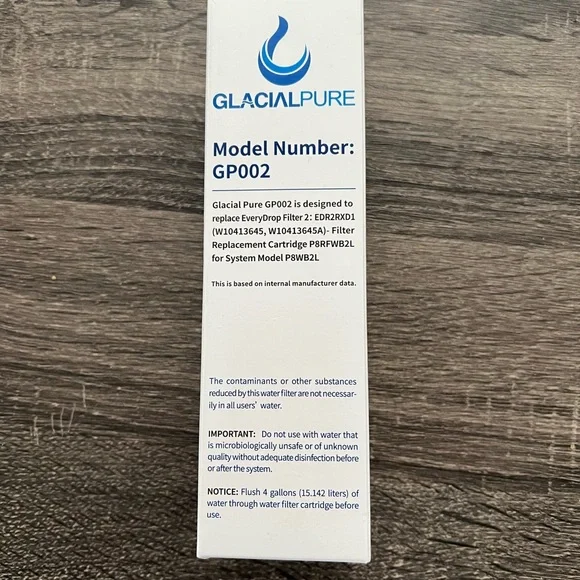 GLACIALPURE
Model Number:
GP002
Glacial Pure GP002 is designed to
replace EveryDrop Filter 2: EDR2RXD1
(W10413645, W10413645A)- Filter
Replacement Cartridge P8RFWB2L
for System Model P8WB2L
This is based on internal manufacturer data.
The contaminants or other substances
reduced by this water filter are not necessar-
ily in all users' water.
IMPORTANT: Do not use with water that
is microbiologically unsafe or of unknown
quality without adequate disinfection before
or after the system.
NOTICE: Flush 4 gallons (15.142 liters) of
water through water filter cartridge before
use.